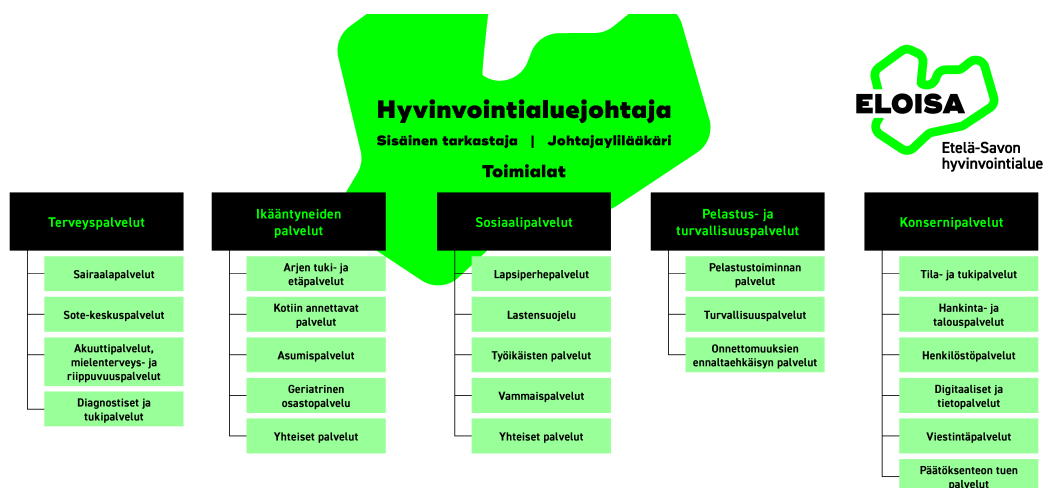 Hyvinvointialuejohtaja
Sisäinen tarkastaja | Johtajaylilääkäri
Toimialat
ELOISA
Etelä-Savon
hyvinvointialue
Terveyspalvelut
Sairaalapalvelut
Sote-keskuspalvelut
Akuuttipalvelut,
mielenterveys- ja
riippuvuuspalvelut
Diagnostiset ja
tukipalvelut
Ikääntyneiden
palvelut
Arjen tuki- ja
etäpalvelut
Kotiin annettavat
palvelut
Asumispalvelut
Geriatrinen
osastopalvelu
Yhteiset palvelut
Sosiaalipalvelut
Lapsiperhepalvelut
Lastensuojelu
Työikäisten palvelut
Vammaispalvelut
Yhteiset palvelut
Pelastus- ja
turvallisuuspalvelut
Pelastustoiminnan
palvelut
Turvallisuuspalvelut
Onnettomuuksien
ennaltaehkäisyn palvelut
Konsernipalvelut
Tila- ja tukipalvelut
Hankinta- ja
talouspalvelut
Henkilöstöpalvelut
Digitaaliset ja
tietopalvelut
Viestintäpalvelut
Päätöksenteon tuen
palvelut